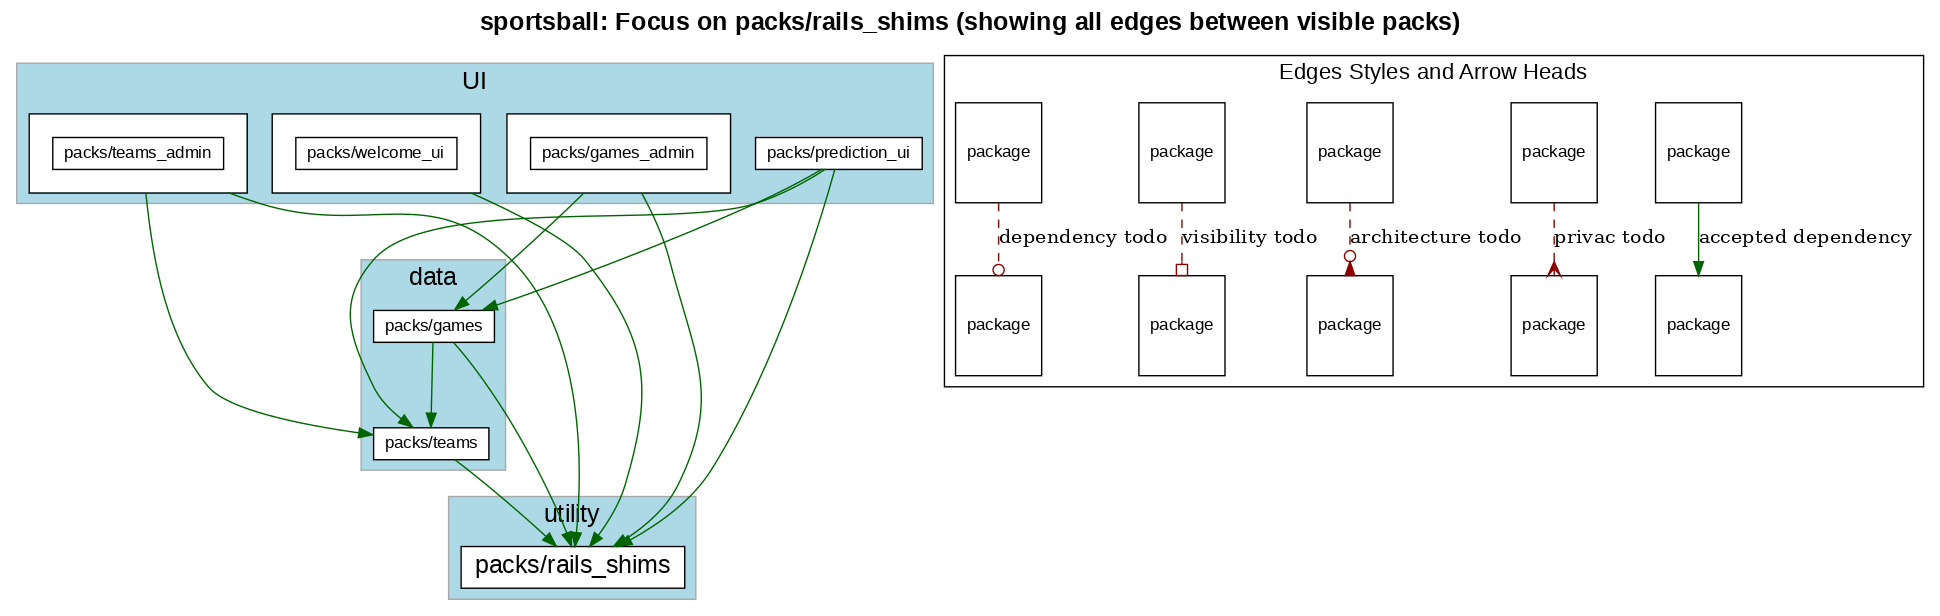 sportsball: Focus on packs/rails_shims (showing all edges between visible packs)
UI
packs/teams_admin
packs/welcome_ui
packs/games_admin
packs/prediction_ui
data
packs/games
packs/teams
utility
packs/rails_shims
Edges Styles and Arrow Heads
package
package
package
package
package
dependency todo
visibility todo
architecture todo
privac todo
accepted dependency
package
package
package
package
package